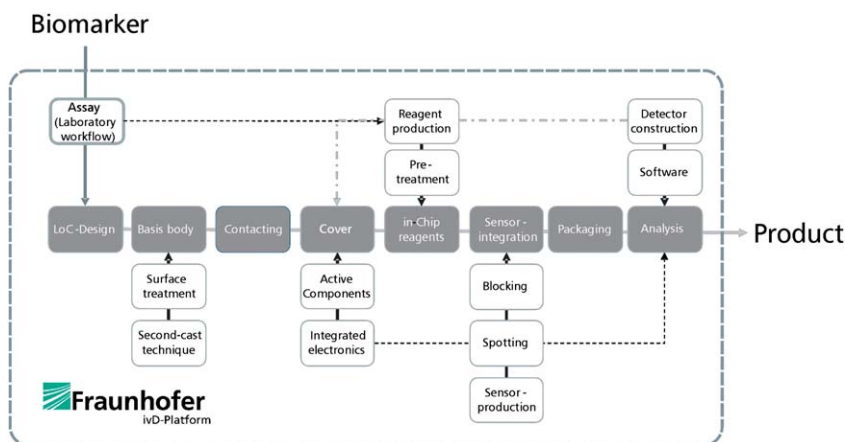 Biomarker
Assay
(Laboratory
workflow)
Reagent
production
Detector
construction
Pre-
treatment
Software
LoC-Design
Basis body
Contacting
Cover
in-Chip
reagents
Sensor-
integration
Packaging
Analysis
Product
Surface
treatment
Active
Components
Blocking
Second-cast
technique
Integrated
electronics
Spotting
Sensor-
production
Fraunhofer
ivD-Platform